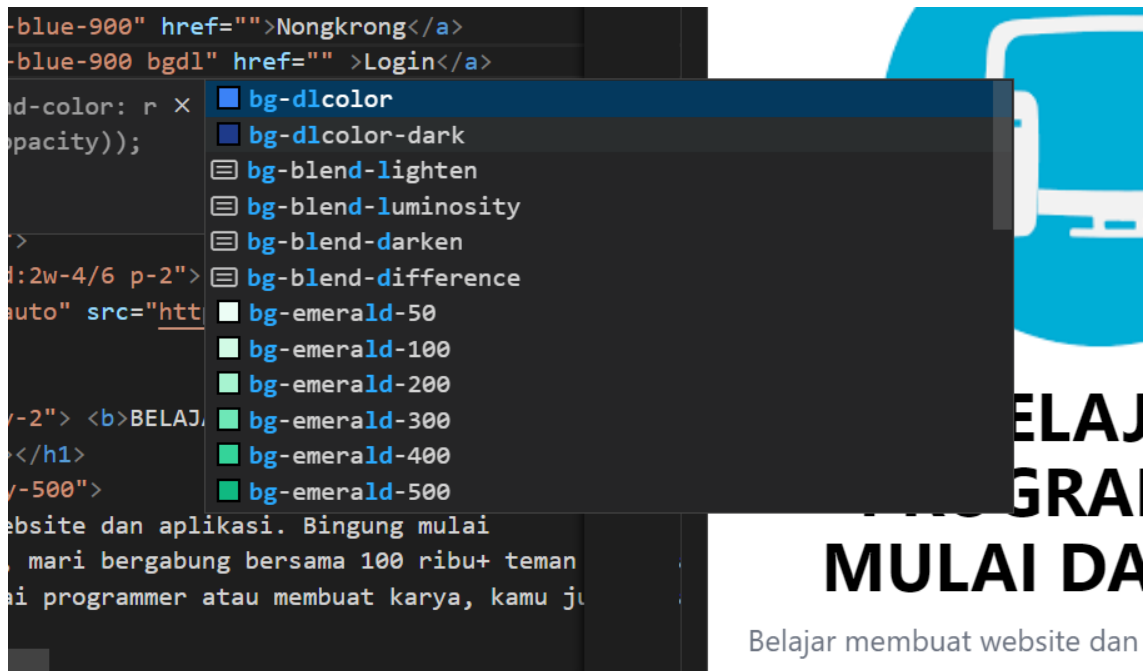 -blue-900" href="">Nongkrong</a>
-blue-900 bgdl" href="" >Login</a>
nd-color: r ×
opacity));
bg-dlcolor
bg-dlcolor-dark
bg-blend-lighten
bg-blend-luminosity
bg-blend-darken
bg-blend-difference
bg-emerald-50
bg-emerald-100
bg-emerald-200
bg-emerald-300
bg-emerald-400
bg-emerald-500
">
d:2w-4/6 p-2">
auto" src="htt
y-2"> <b>BELAJA
></h1>
y-500">
ebsite dan aplikasi. Bingung mulai
, mari bergabung bersama 100 ribu+ teman
ai programmer atau membuat karya, kamu ju
ELAJ
GRA
MULAI DA
Belajar membuat website dan